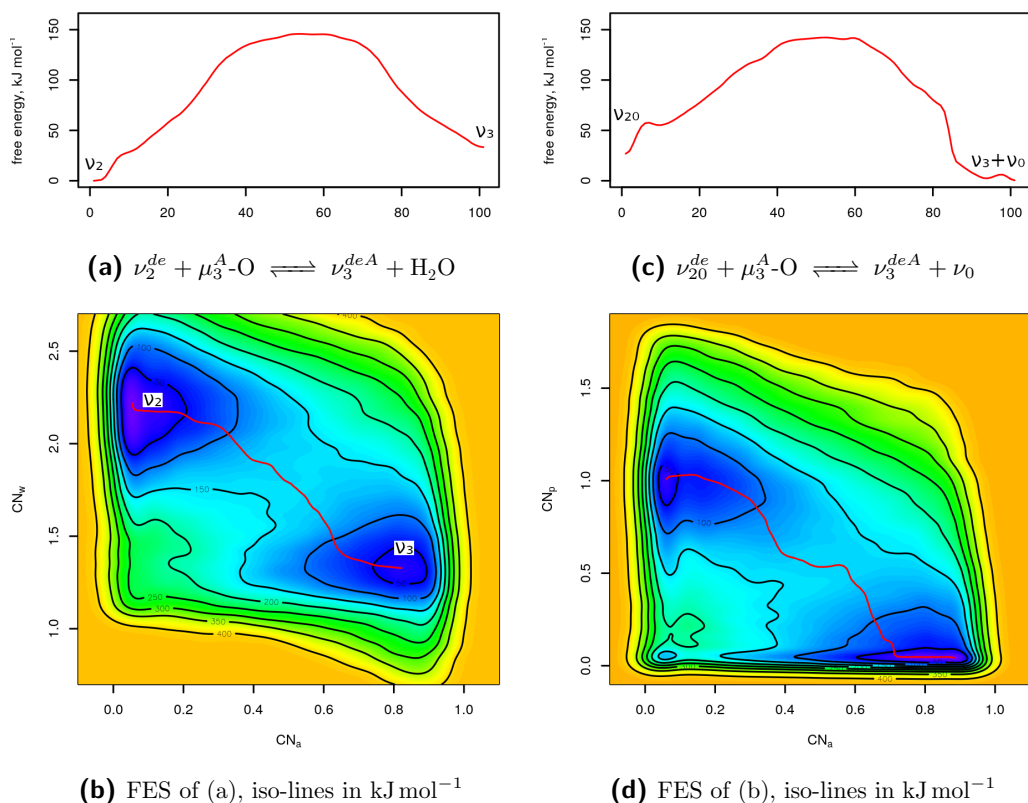 free energy, kJ mol⁻¹
150
100
50
0
ν₂
ν₃
0 20 40 60 80 100
(a) ν₂^{de} + μ₃^{A}-O ⇌ ν₃^{deA} + H₂O
free energy, kJ mol⁻¹
150
100
50
0
ν₂₀
ν₃+ν₀
0 20 40 60 80 100
(c) ν₂₀^{de} + μ₃^{A}-O ⇌ ν₃^{deA} + ν₀
CN_w
2.5
2.0
1.5
1.0
400
100
50
ν₂
150
ν₃
100
200
250
300
350
400
0.0 0.2 0.4 0.6 0.8 1.0
CN_a
(b) FES of (a), iso-lines in kJ mol⁻¹
CN_p
1.5
1.0
0.5
0.0
100
350
400
0.0 0.2 0.4 0.6 0.8 1.0
CN_a
(d) FES of (b), iso-lines in kJ mol⁻¹